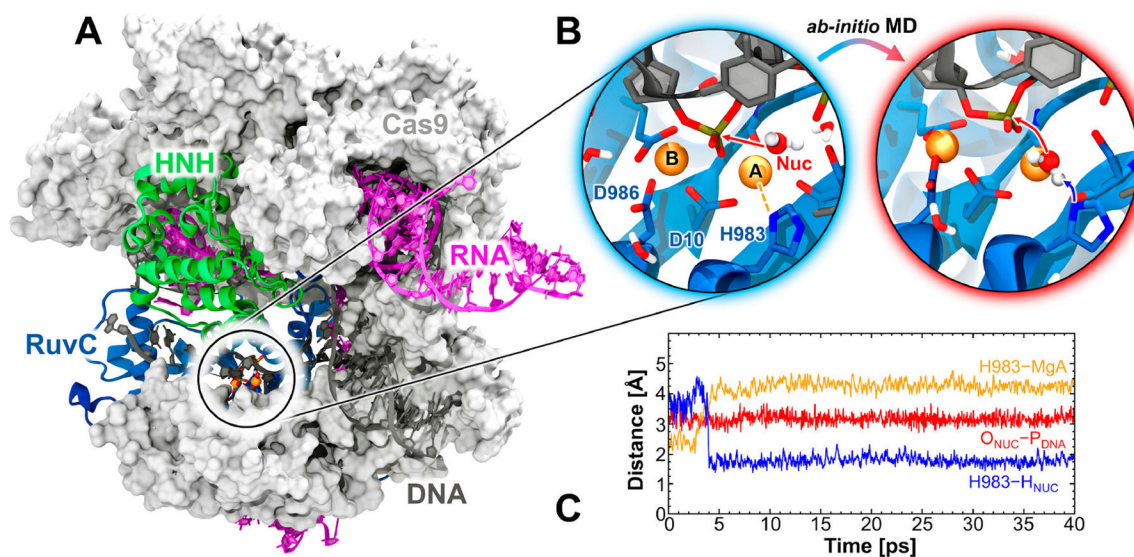 A
Cas9
HNH
RNA
RuvC
DNA
B
ab-initio MD
B
A
Nuc
D986
D10
H983
C
Distance [Å]
5
4
3
2
1
0
H983–MgA
O_NUC–P_DNA
H983–H_NUC
0 5 10 15 20 25 30 35 40
Time [ps]